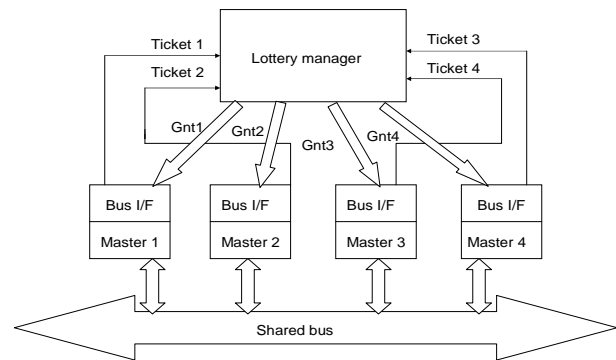 Ticket 1
Ticket 3
Lottery manager
Ticket 2
Ticket 4
Gnt1
Gnt2
Gnt3
Gnt4
Bus I/F
Bus I/F
Bus I/F
Bus I/F
Master 1
Master 2
Master 3
Master 4
Shared bus